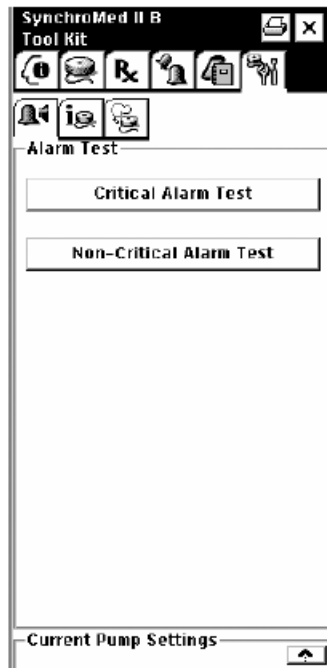 SynchroMed II B
Tool Kit
Alarm Test
Critical Alarm Test
Non-Critical Alarm Test
Current Pump Settings